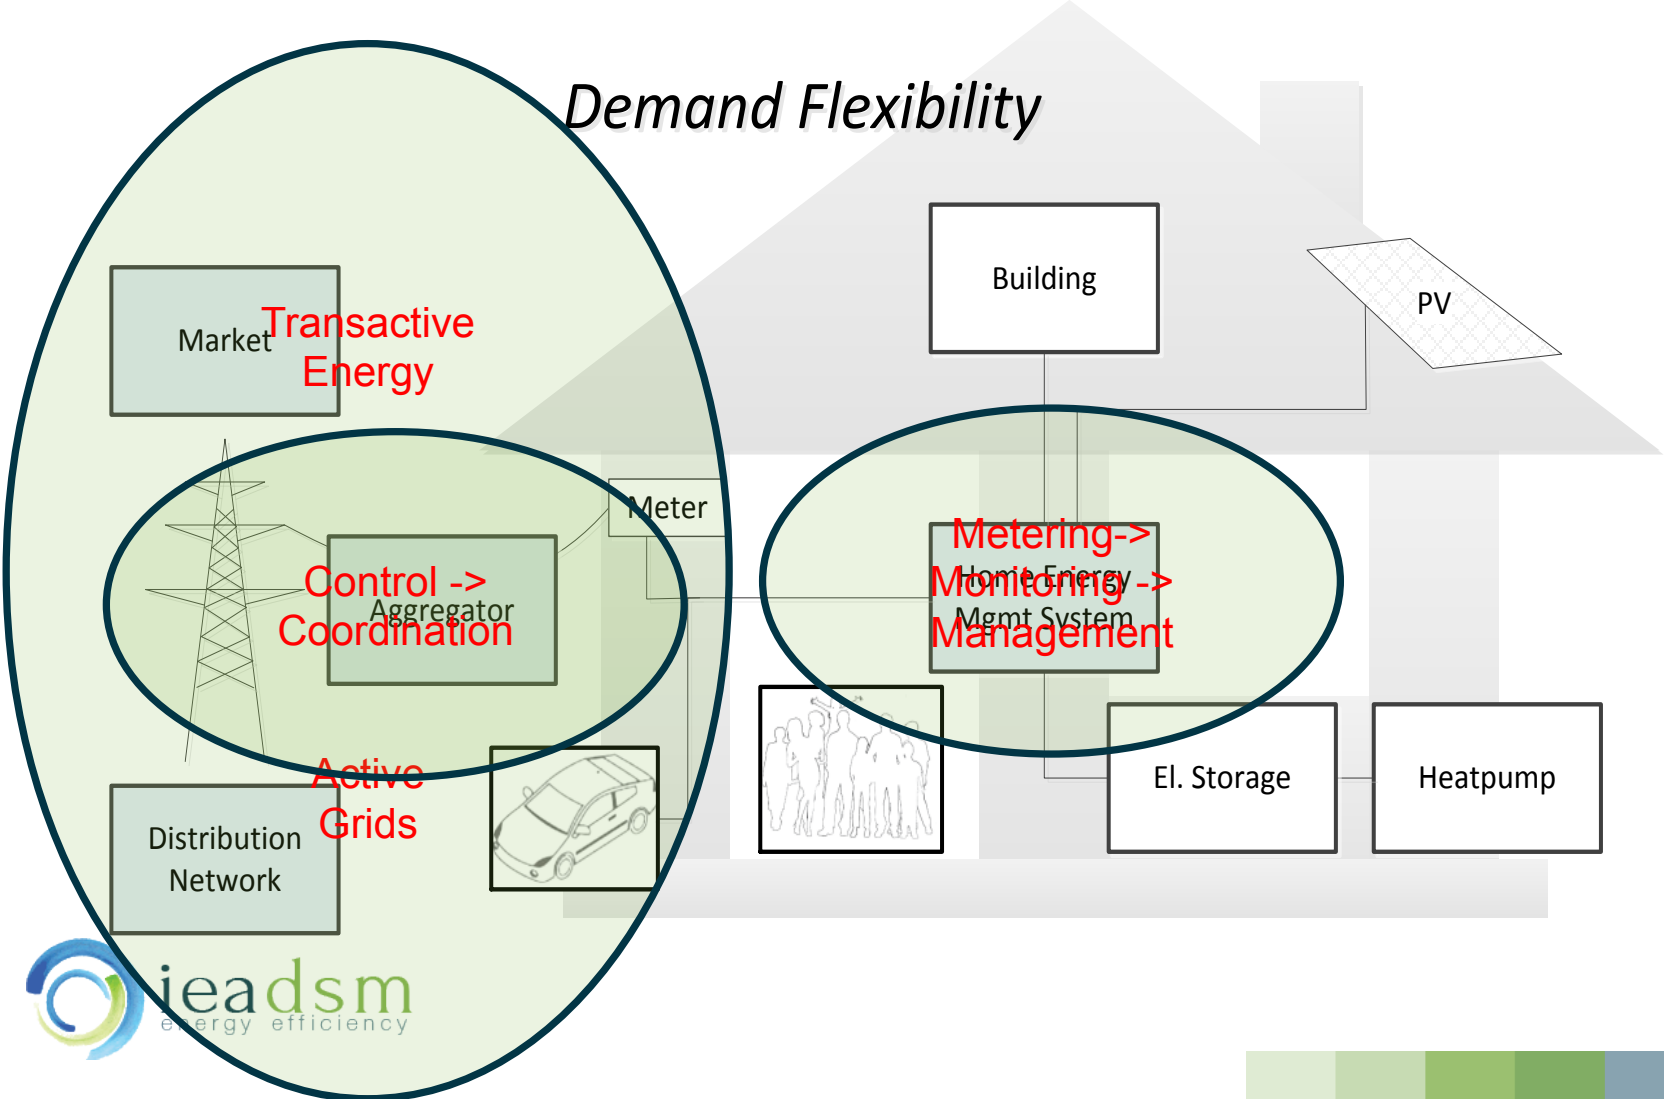 Demand Flexibility
Building
PV
Market
Transactive
Energy
Meter
Control ->
Coordination
Aggregator
Metering->
Monitoring ->
Management
Home Energy
Mgmt System
Active
Grids
El. Storage
Heatpump
Distribution
Network
ieadsm
energy efficiency